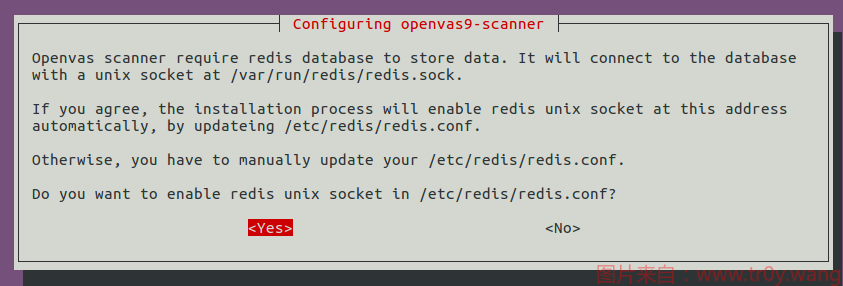 Configuring openvas9-scanner
Openvas scanner require redis database to store data. It will connect to the database
with a unix socket at /var/run/redis/redis.sock.
If you agree, the installation process will enable redis unix socket at this address
automatically, by updateing /etc/redis/redis.conf.
Otherwise, you have to manually update your /etc/redis/redis.conf.
Do you want to enable redis unix socket in /etc/redis/redis.conf?
<Yes> <No>
图片来自：www.tr0y.wang